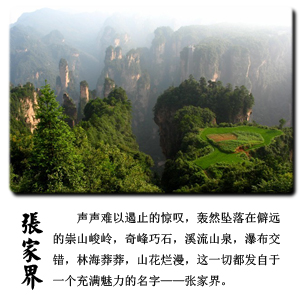 張家界
声声难以遏止的惊叹，轰然坠落在僻远
的崇山峻岭，奇峰巧石，溪流山泉，瀑布交
错，林海莽莽，山花烂漫，这一切都发自于
一个充满魅力的名字——张家界。